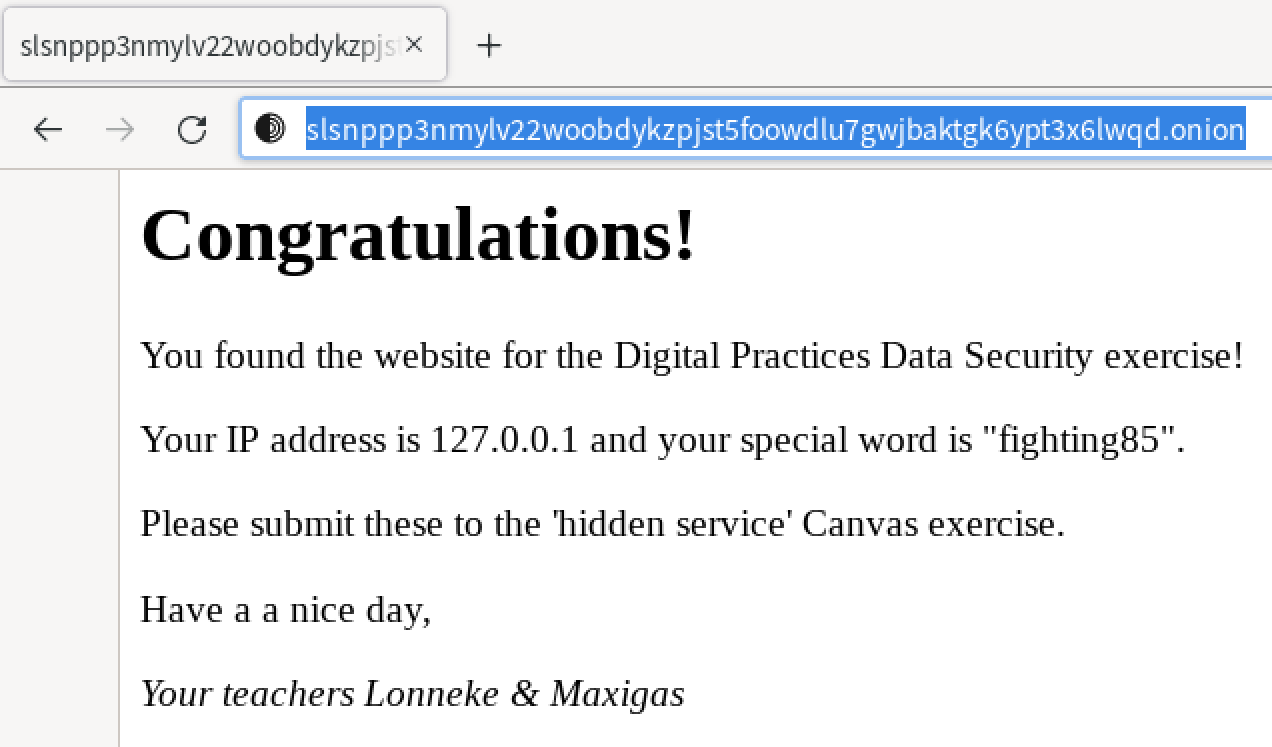 slsnppp3nmylv22woobdykzpjst
slsnppp3nmylv22woobdykzpjst5foowdlu7gwjbaktgk6ypt3x6lwqd.onion
Congratulations!
You found the website for the Digital Practices Data Security exercise!
Your IP address is 127.0.0.1 and your special word is "fighting85".
Please submit these to the 'hidden service' Canvas exercise.
Have a a nice day,
Your teachers Lonneke & Maxigas